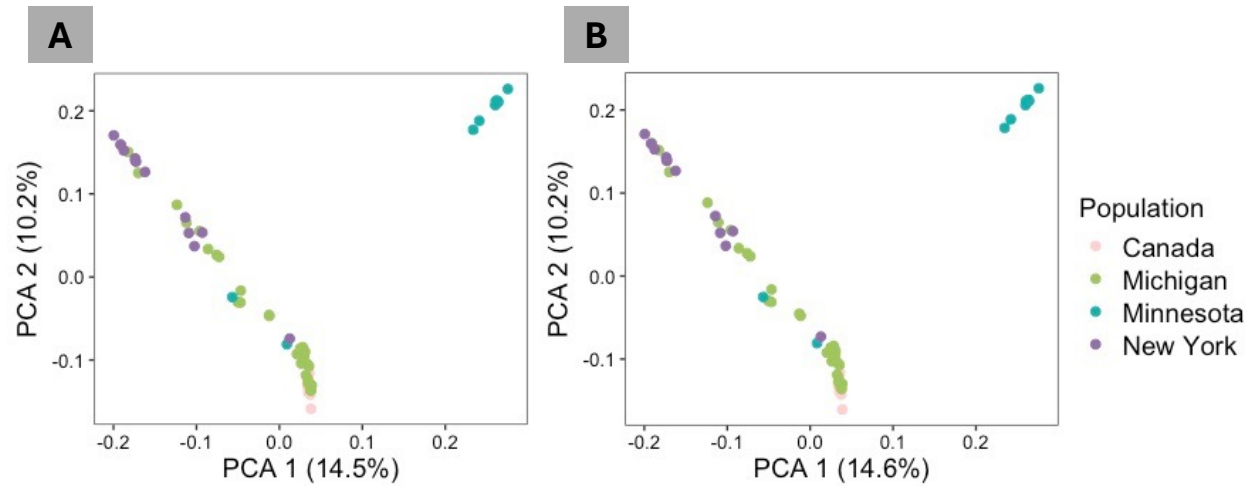 A
B
0.2
0.1
0.0
-0.1
PCA 2 (10.2%)
-0.2
-0.1
0.0
0.1
0.2
PCA 1 (14.5%)
0.2
0.1
0.0
-0.1
PCA 2 (10.2%)
-0.2
-0.1
0.0
0.1
0.2
PCA 1 (14.6%)
Population
Canada
Michigan
Minnesota
New York